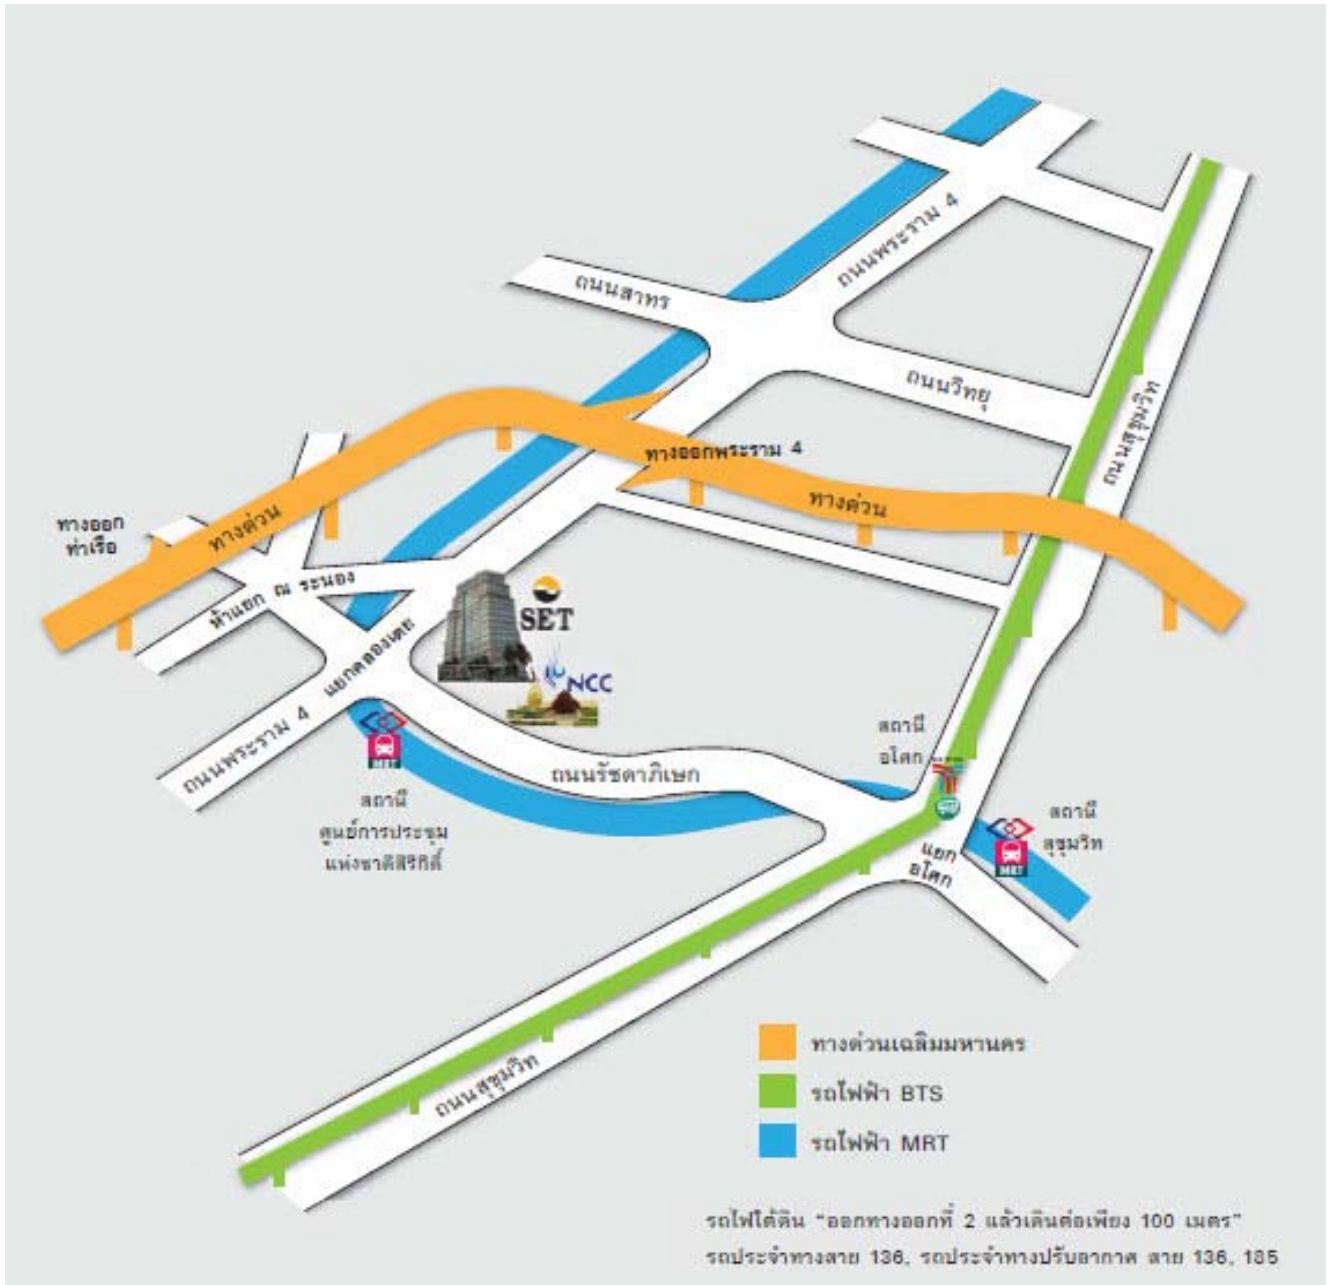 ถนนพระราม 4
ถนนสาทร
ถนนวิทยุ
ถนนสุขุมวิท
ทางออกพระราม 4
ทางด่วน
ทางด่วน
ทางออก
ท่าเรือ
ห้าแยก ณ ระนอง
SET
แยกคลองเตย
NCC
ถนนพระราม 4
MRT
สถานี
ศูนย์การประชุม
แห่งชาติสิริกิติ์
ถนนรัชดาภิเษก
สถานี
อโศก
สถานี
สุขุมวิท
MRT
แยก
อโศก
ถนนสุขุมวิท
ทางด่วนเฉลิมมหานคร
รถไฟฟ้า BTS
รถไฟฟ้า MRT
รถไฟใต้ดิน "ออกทางออกที่ 2 แล้วเดินต่อเพียง 100 เมตร"
รถประจำทางสาย 136, รถประจำทางปรับอากาศ สาย 136, 185